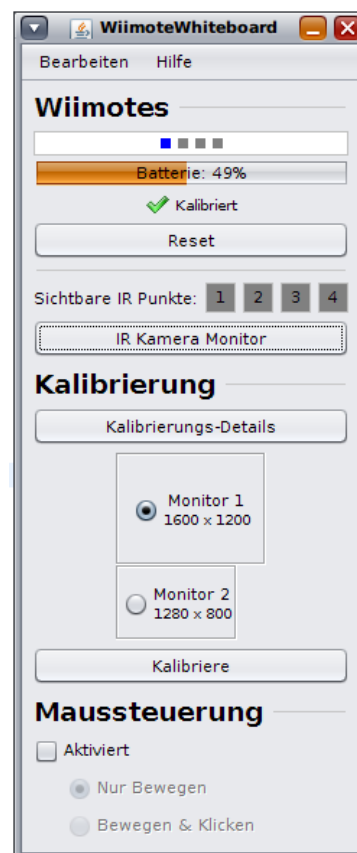 WiimoteWhiteboard
Bearbeiten Hilfe
Wiimotes
Batterie: 49%
Kalibriert
Reset
Sichtbare IR Punkte: 1 2 3 4
IR Kamera Monitor
Kalibrierung
Kalibrierungs-Details
Monitor 1
1600 x 1200
Monitor 2
1280 x 800
Kalibriere
Maussteuerung
Aktiviert
Nur Bewegen
Bewegen & Klicken